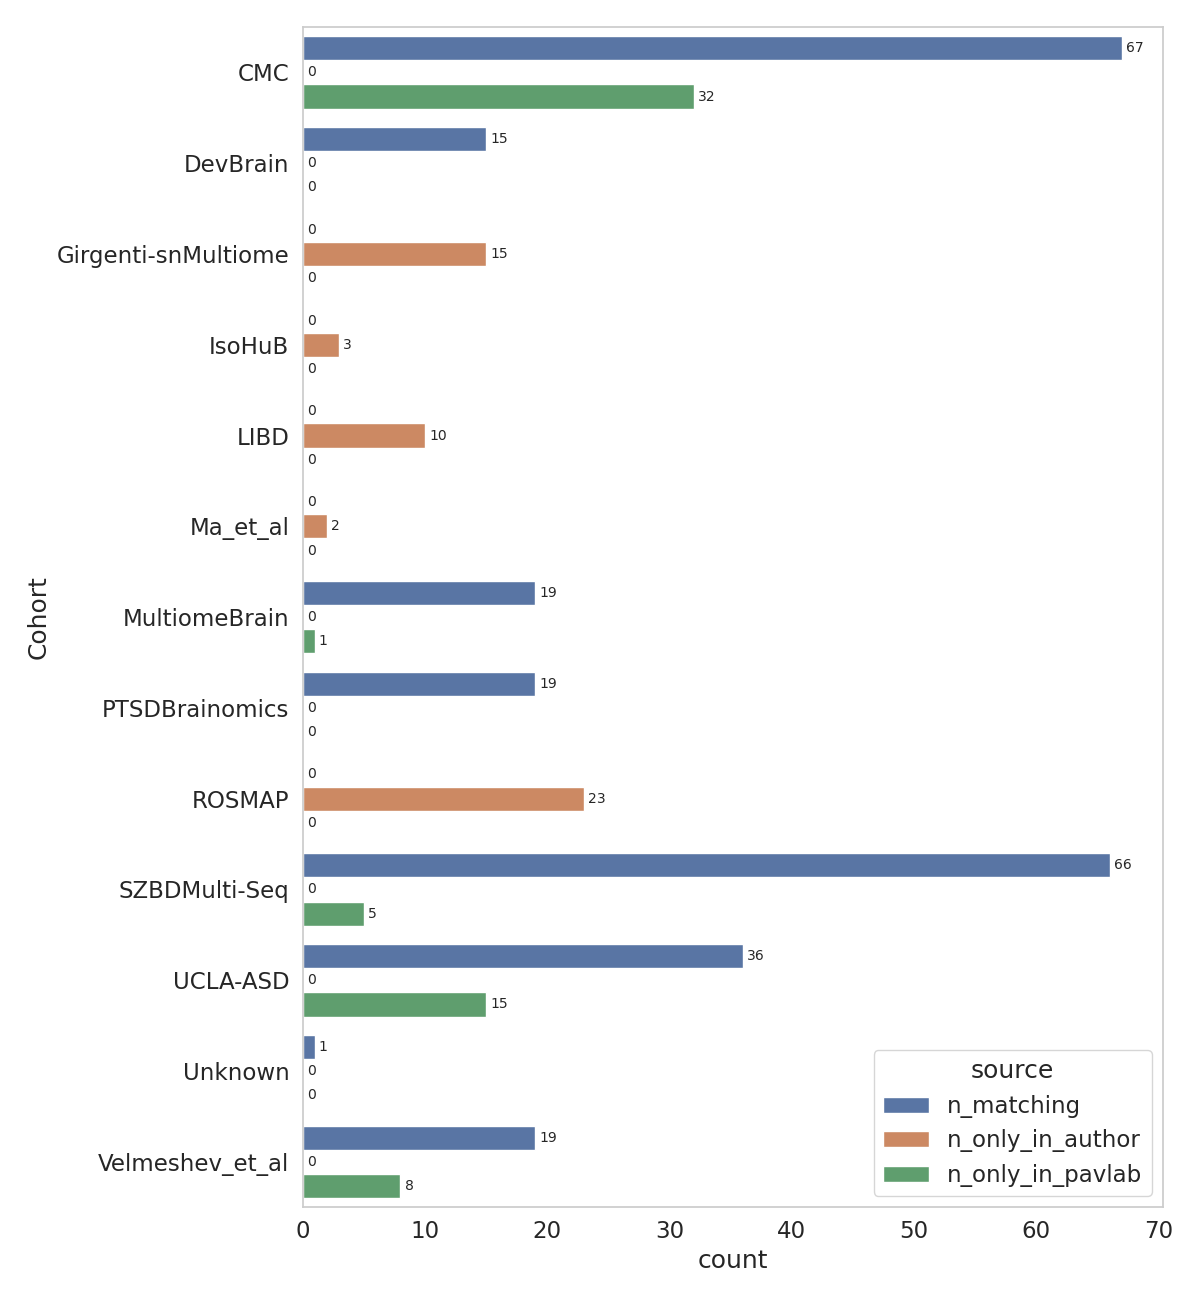 CMC
67
0
32
DevBrain
15
0
0
Girgenti-snMultiome
0
15
0
IsoHuB
0
3
0
LIBD
0
10
0
Ma_et_al
0
2
0
MultiomeBrain
19
0
1
PTSDBrainomics
19
0
0
ROSMAP
0
23
0
SZBDMulti-Seq
66
0
5
UCLA-ASD
36
0
15
Unknown
1
0
0
Velmeshev_et_al
19
0
8
Cohort
source
n_matching
n_only_in_author
n_only_in_pavlab
0 10 20 30 40 50 60 70
count